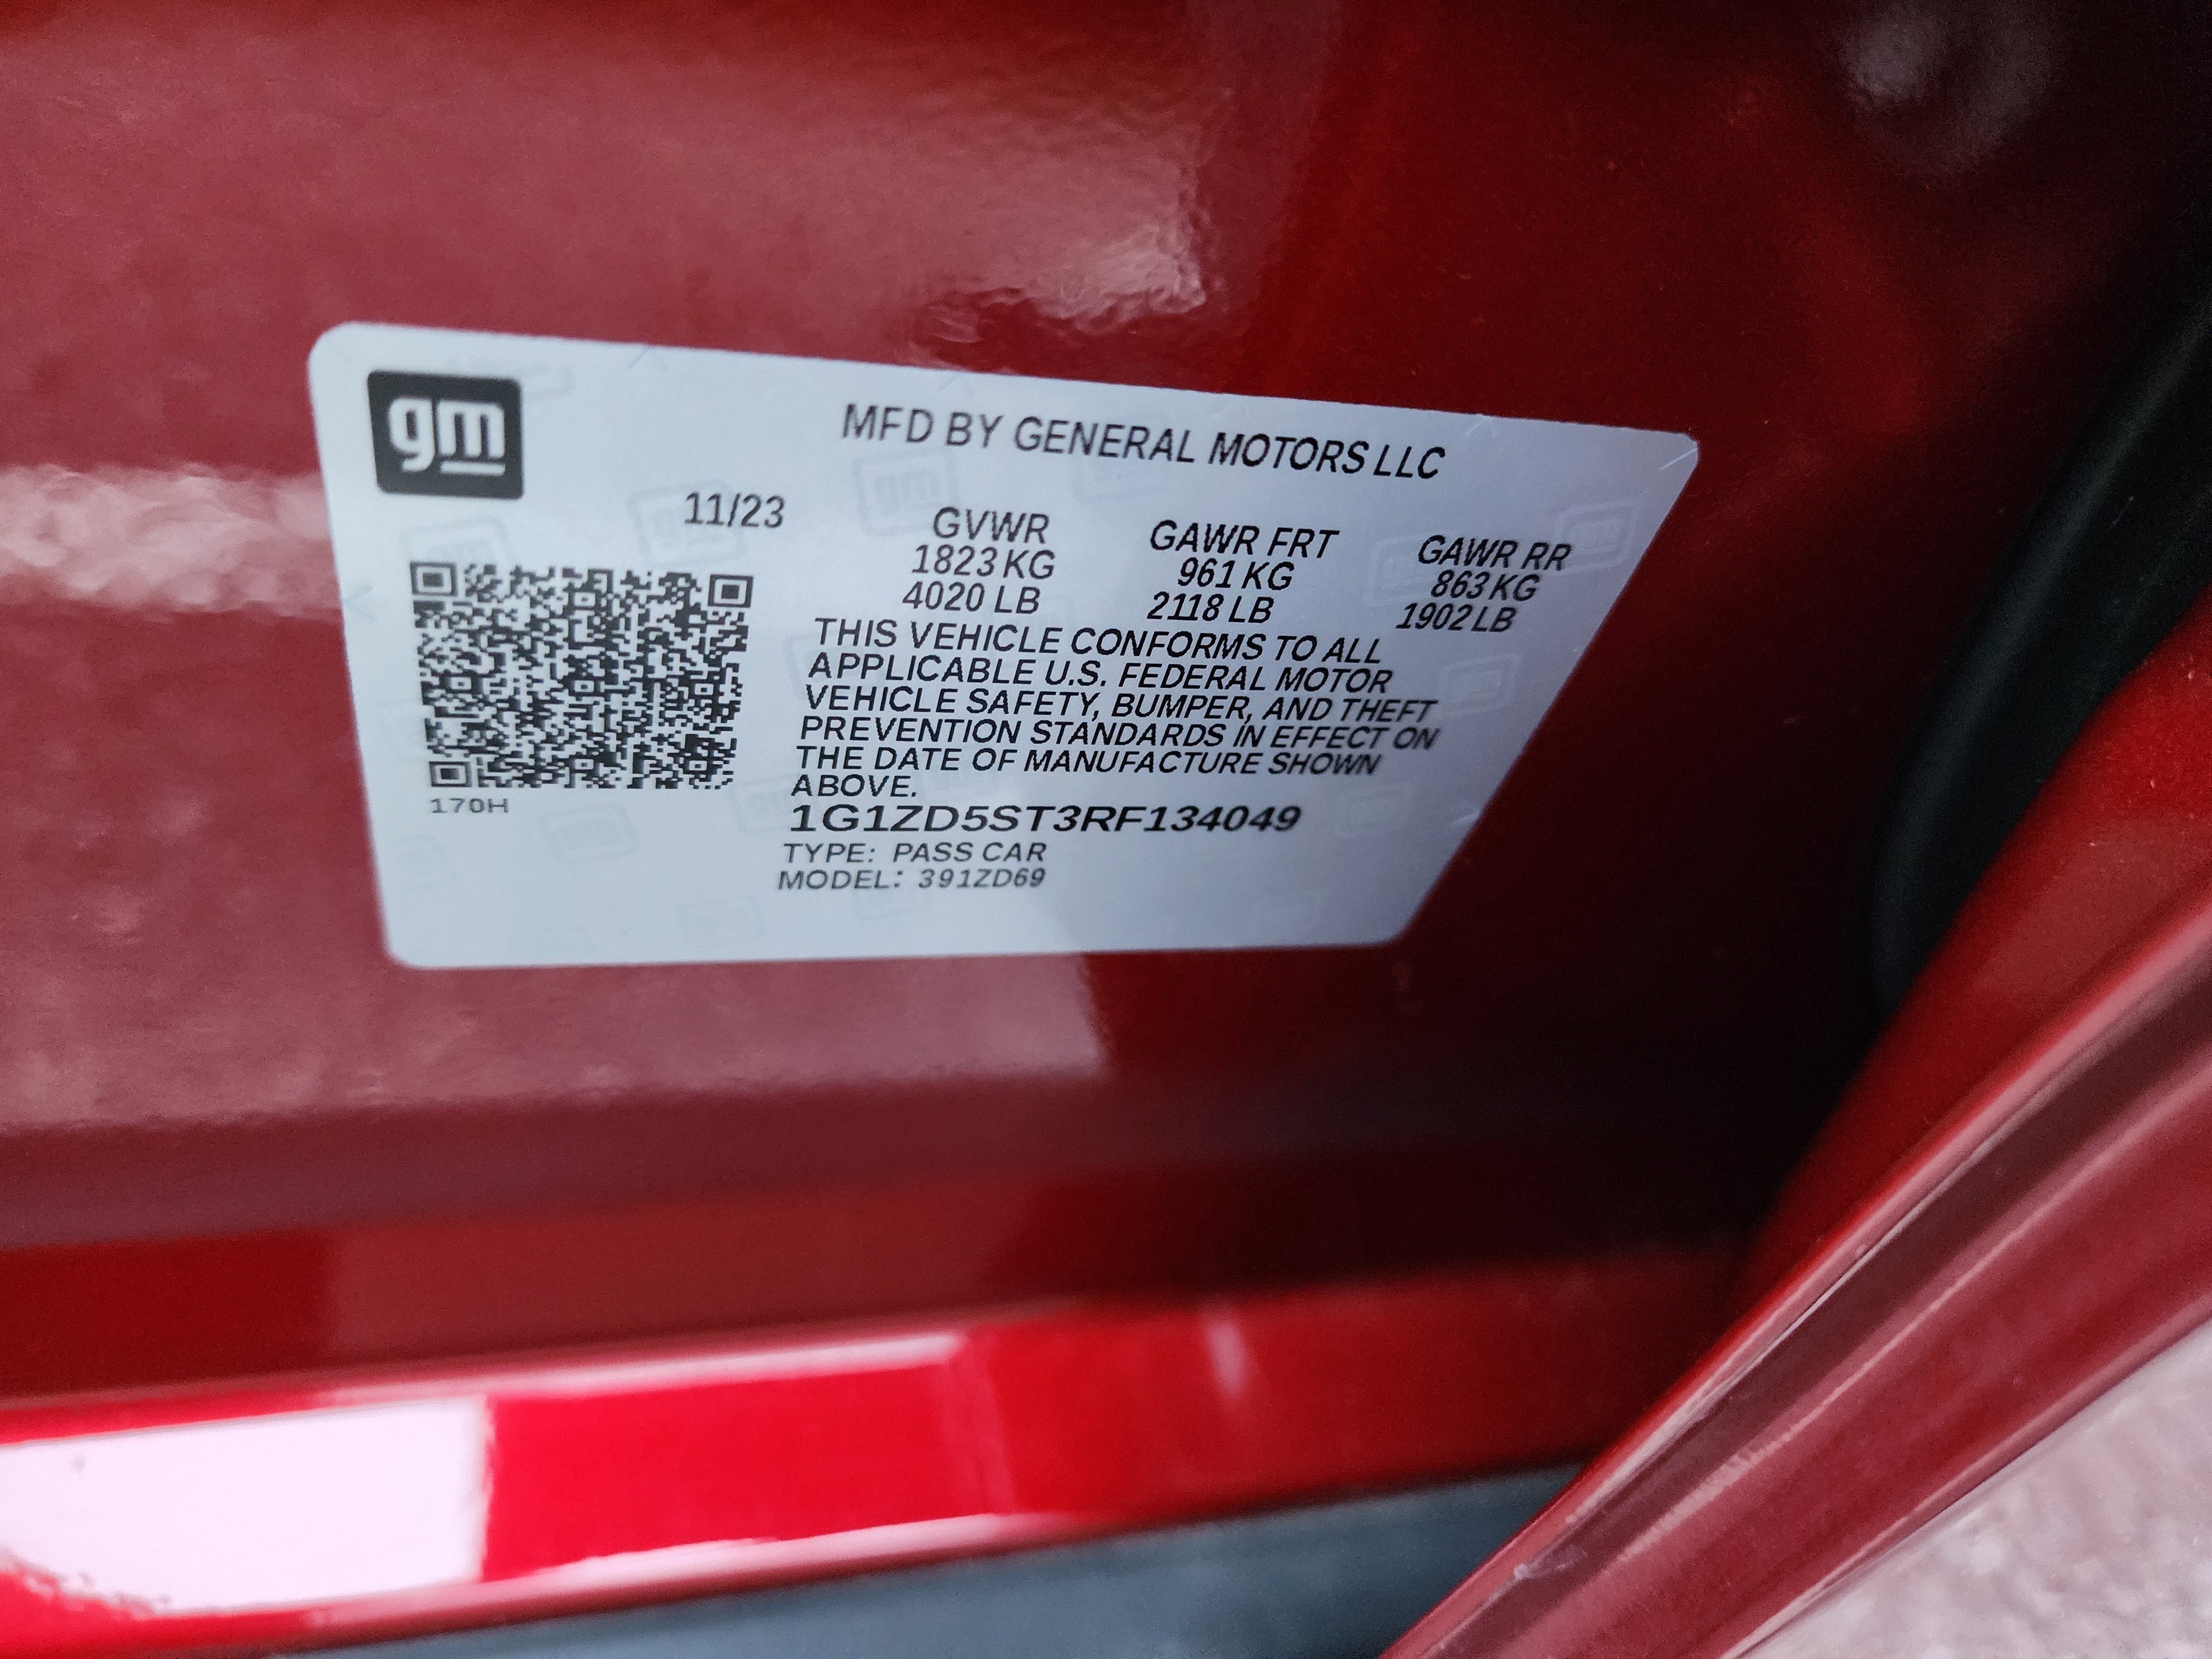 gm
MFD BY GENERAL MOTORS LLC
11/23
GVWR GAWR FRT GAWR RR
1823 KG 961 KG 863 KG
4020 LB 2118 LB 1902 LB
THIS VEHICLE CONFORMS TO ALL
APPLICABLE U.S. FEDERAL MOTOR
VEHICLE SAFETY, BUMPER, AND THEFT
PREVENTION STANDARDS IN EFFECT ON
THE DATE OF MANUFACTURE SHOWN
ABOVE.
170H
1G1ZD5ST3RF134049
TYPE: PASS CAR
MODEL: 391ZD69